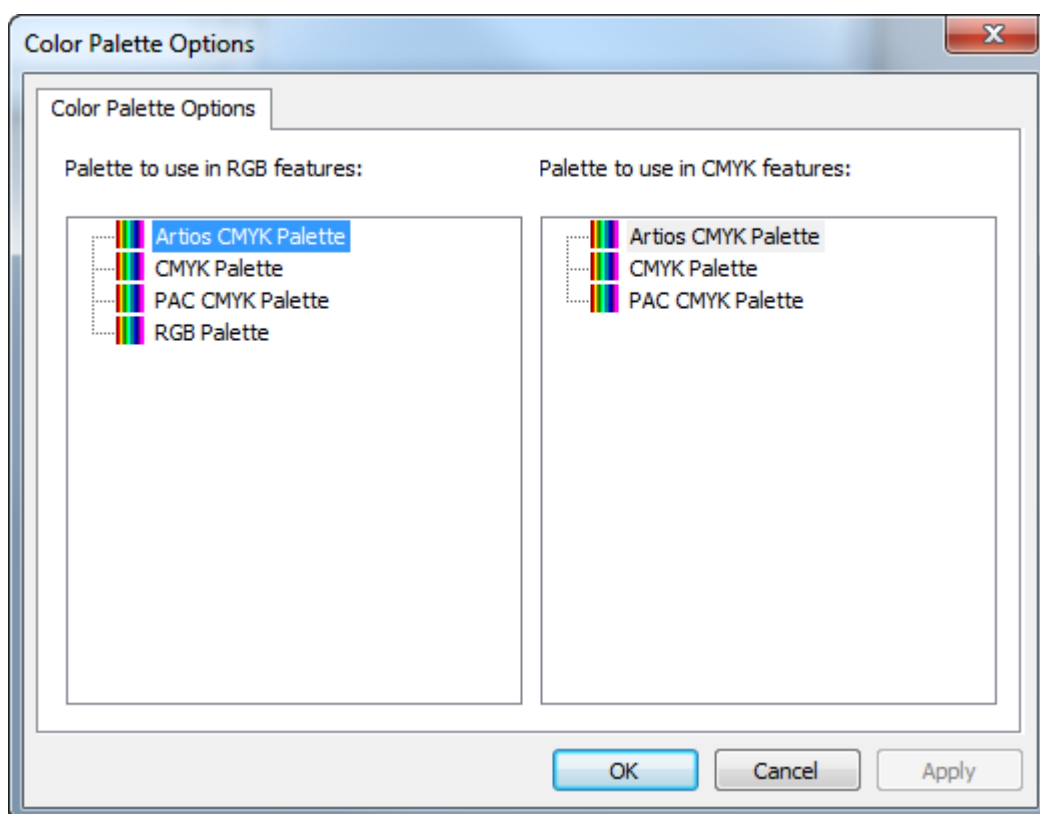 Color Palette Options
Color Palette Options
Palette to use in RGB features:
Artios CMYK Palette
CMYK Palette
PAC CMYK Palette
RGB Palette
Palette to use in CMYK features:
Artios CMYK Palette
CMYK Palette
PAC CMYK Palette
OK
Cancel
Apply